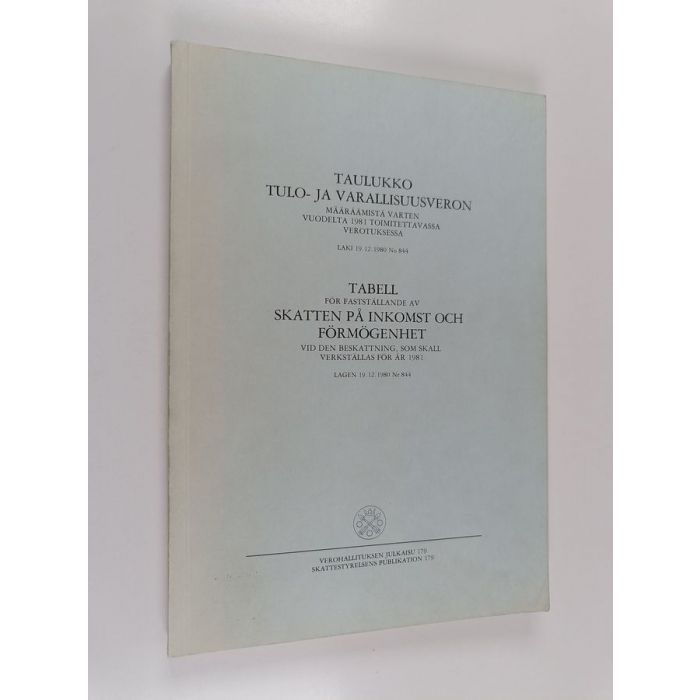 TAULUKKO
TULO- JA VARALLISUUSVERON
MÄÄRÄÄMISTÄ VARTEN
VUODELTA 1981 TOIMITETTAVASSA
VEROTUKSESSA
LAKI 19.12.1980 No 844
TABELL
FÖR FASTSTÄLLANDE AV
SKATTEN PÅ INKOMST OCH
FÖRMÖGENHET
VID DEN BESKATTNING, SOM SKALL
VERKSTÄLLAS FÖR ÅR 1981
LAGEN 19.12.1980 Nr 844
VEROHALLITUKSEN JULKAISU 179
SKATTESTYRELSENS PUBLIKATION 179